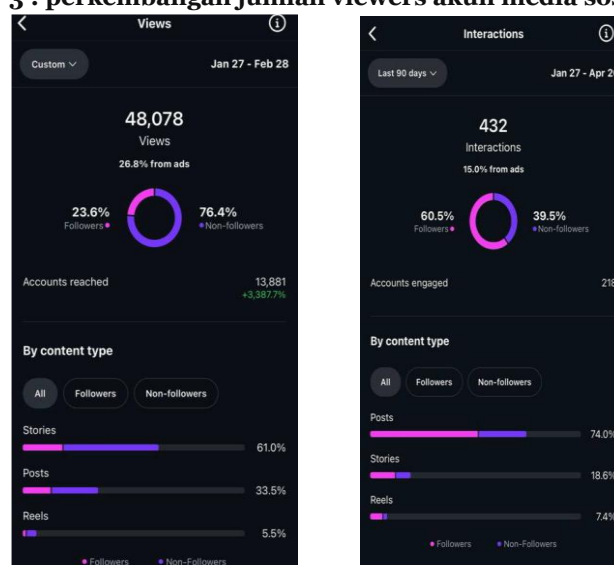 3 : perkembangan jumlah viewers akun media
Views
Custom
Jan 27 - Feb 28
48,078
Views
26.8% from ads
23.6%
Followers
76.4%
Non-followers
Accounts reached
13,881
+3,387.7%
By content type
All
Followers
Non-followers
Stories
61.0%
Posts
33.5%
Reels
5.5%
Followers
Non-Followers
Interactions
Last 90 days
Jan 27 - Apr
432
Interactions
15.0% from ads
60.5%
Followers
39.5%
Non-followers
Accounts engaged
218
By content type
All
Followers
Non-followers
Posts
74.0%
Stories
18.6%
Reels
7.4%
Followers
Non-Followers